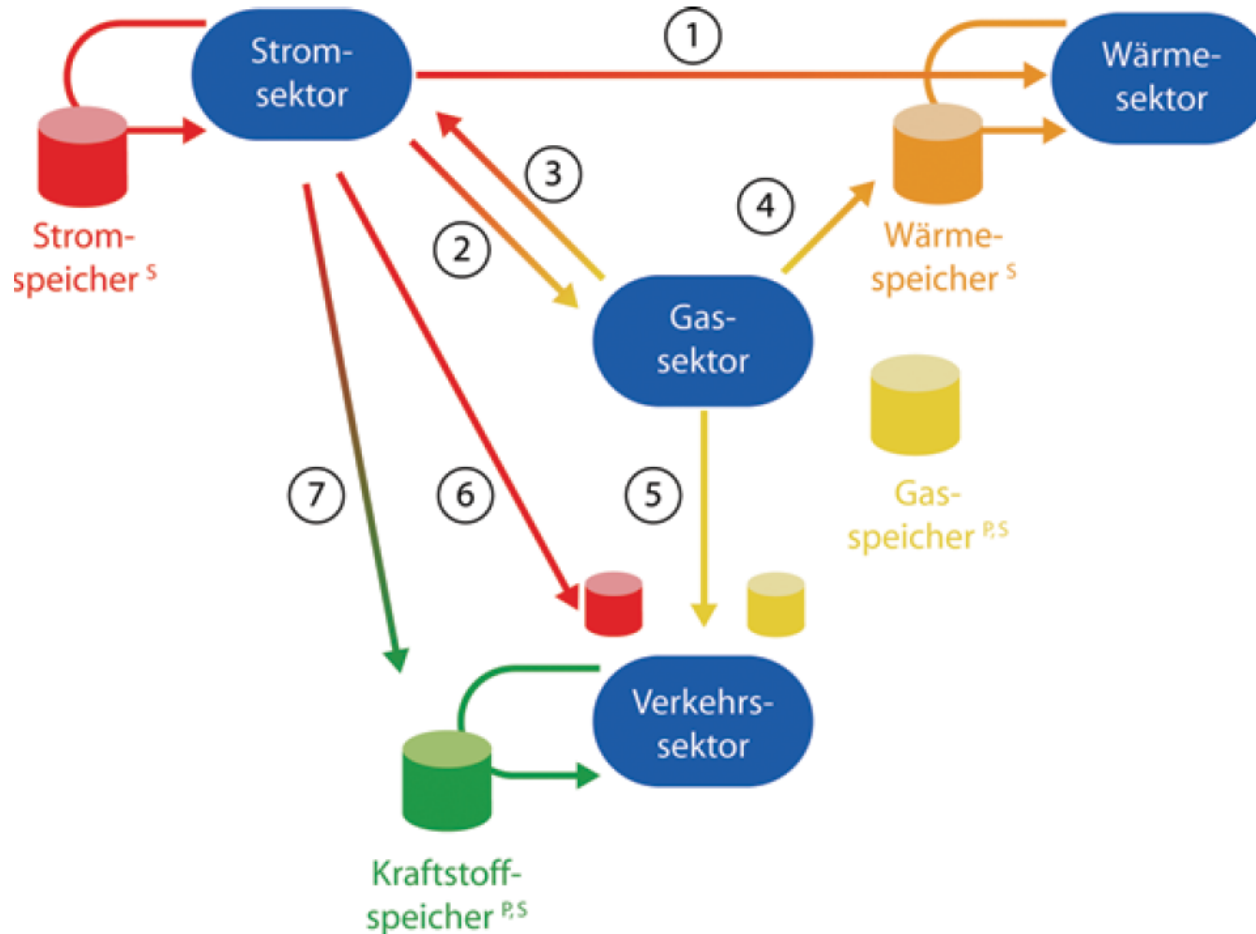 Strom-
sektor
1
Wärme-
sektor
Strom-
speicher S
3
2
4
Wärme-
speicher S
Gas-
sektor
7
6
5
Gas-
speicher P,S
Verkehrs-
sektor
Kraftstoff-
speicher P,S